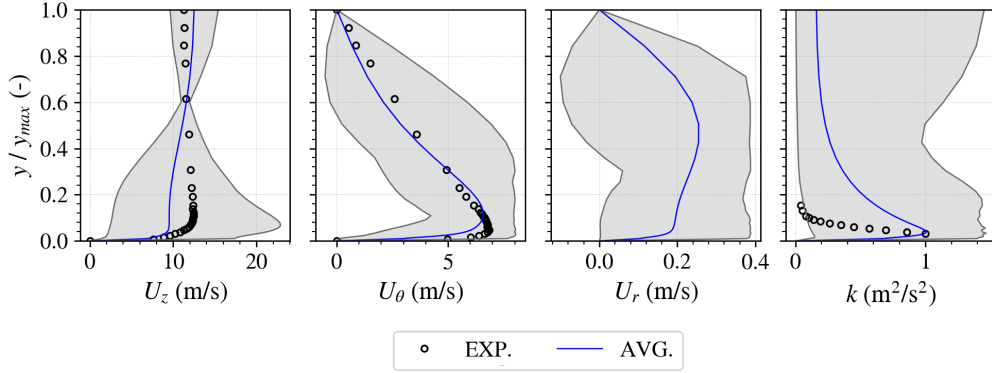 1.0
0.8
0.6
0.4
0.2
0.0
y / y_max (-)
0 10 20
U_z (m/s)
0 5
U_θ (m/s)
0.0 0.2 0.4
U_r (m/s)
0 1
k (m²/s²)
EXP. AVG.